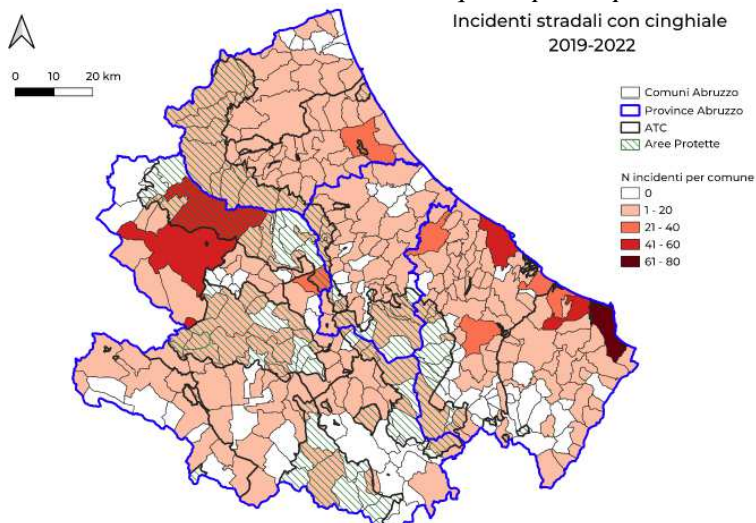 Incidenti stradali con cinghiale
2019-2022
0 10 20 km
Comuni Abruzzo
Province Abruzzo
ATC
Aree Protette
N incidenti per comune
0
1 - 20
21 - 40
41 - 60
61 - 80